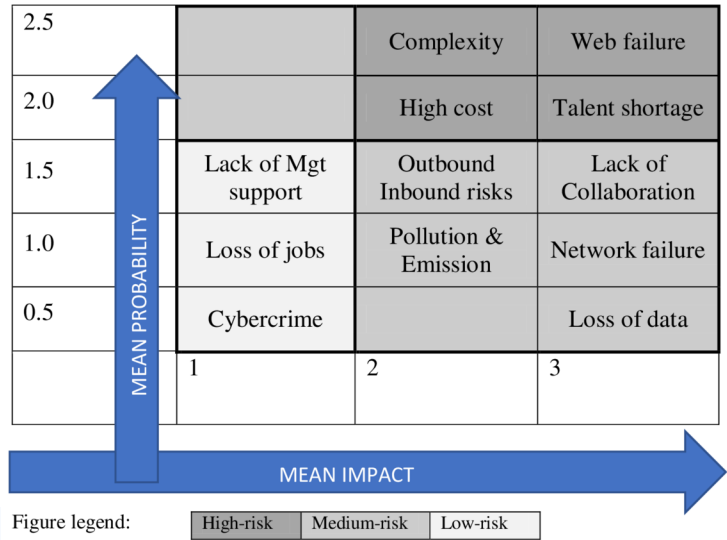 2.5
Complexity
Web failure
2.0
High cost
Talent shortage
1.5
Lack of Mgt
support
Outbound
Inbound risks
Lack of
Collaboration
1.0
Loss of jobs
Pollution &
Emission
Network failure
0.5
Cybercrime
Loss of data
MEAN PROBABILITY
1
2
3
MEAN IMPACT
Figure legend:
High-risk
Medium-risk
Low-risk